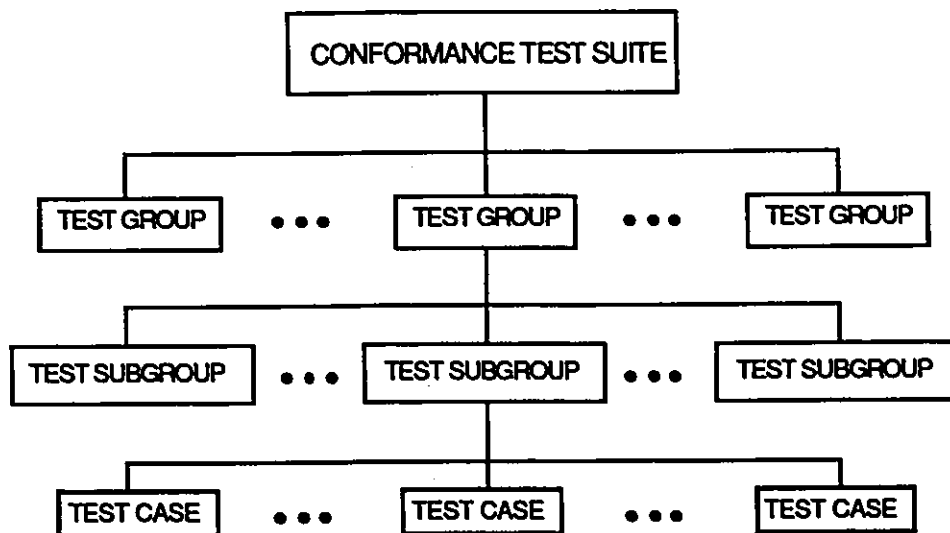 CONFORMANCE TEST SUITE
TEST GROUP ••• TEST GROUP ••• TEST GROUP
TEST SUBGROUP ••• TEST SUBGROUP ••• TEST SUBGROUP
TEST CASE ••• TEST CASE ••• TEST CASE